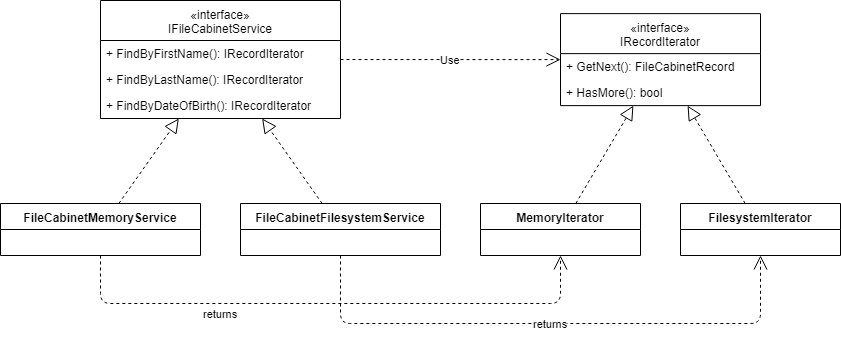 «interface»
IFileCabinetService
+ FindByFirstName(): IRecordIterator
+ FindByLastName(): IRecordIterator
+ FindByDateOfBirth(): IRecordIterator
Use
«interface»
IRecordIterator
+ GetNext(): FileCabinetRecord
+ HasMore(): bool
FileCabinetMemoryService
FileCabinetFilesystemService
MemoryIterator
FilesystemIterator
returns
returns